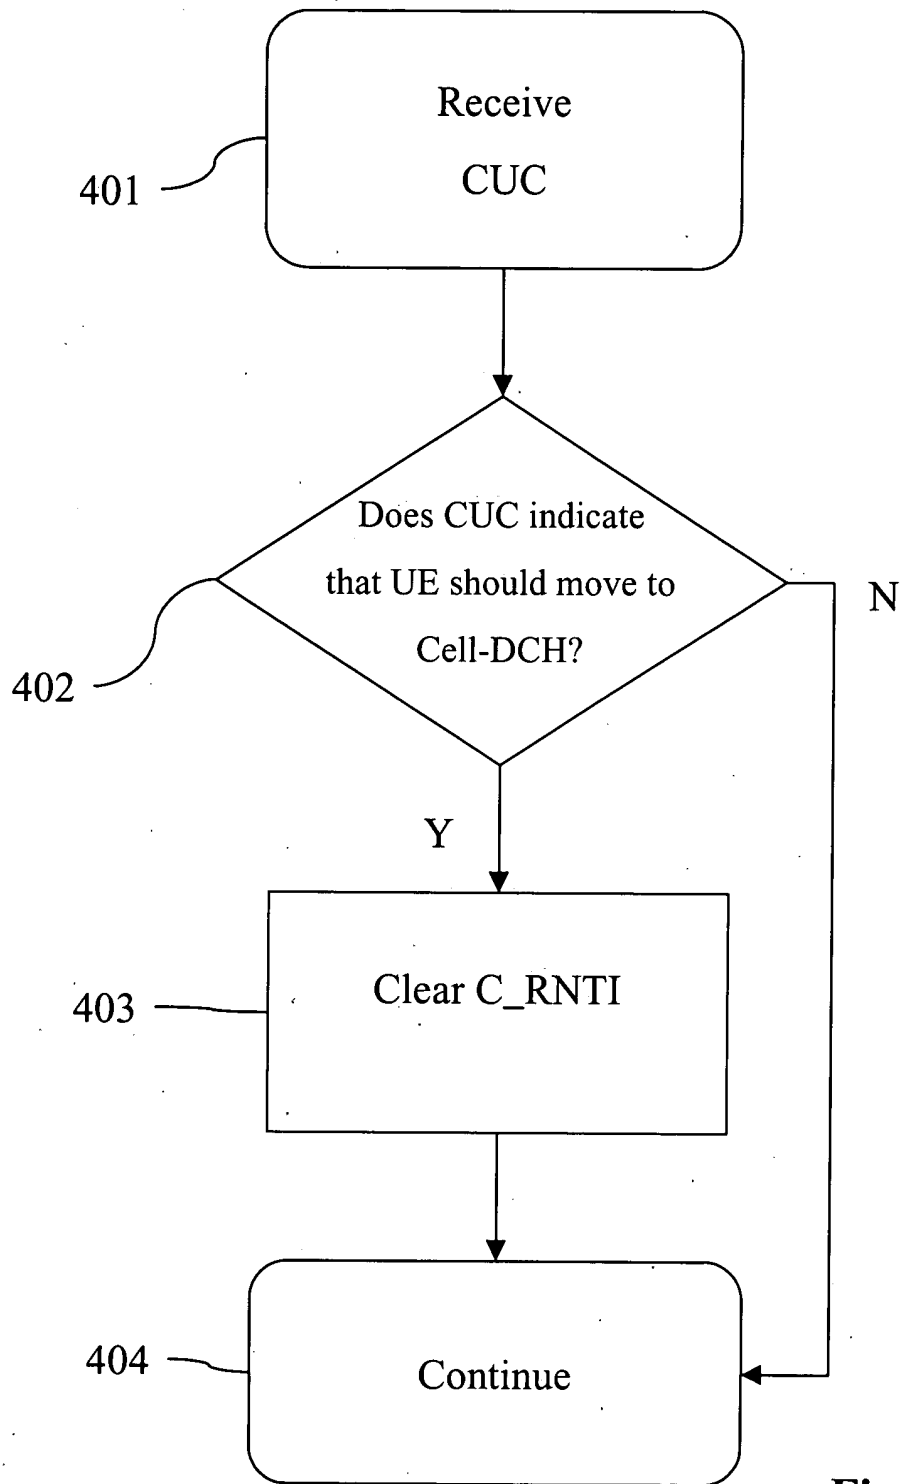 Receive
CUC
401
Does CUC indicate
that UE should move to
Cell-DCH?
N
402
Y
Clear C_RNTI
403
404
Continue